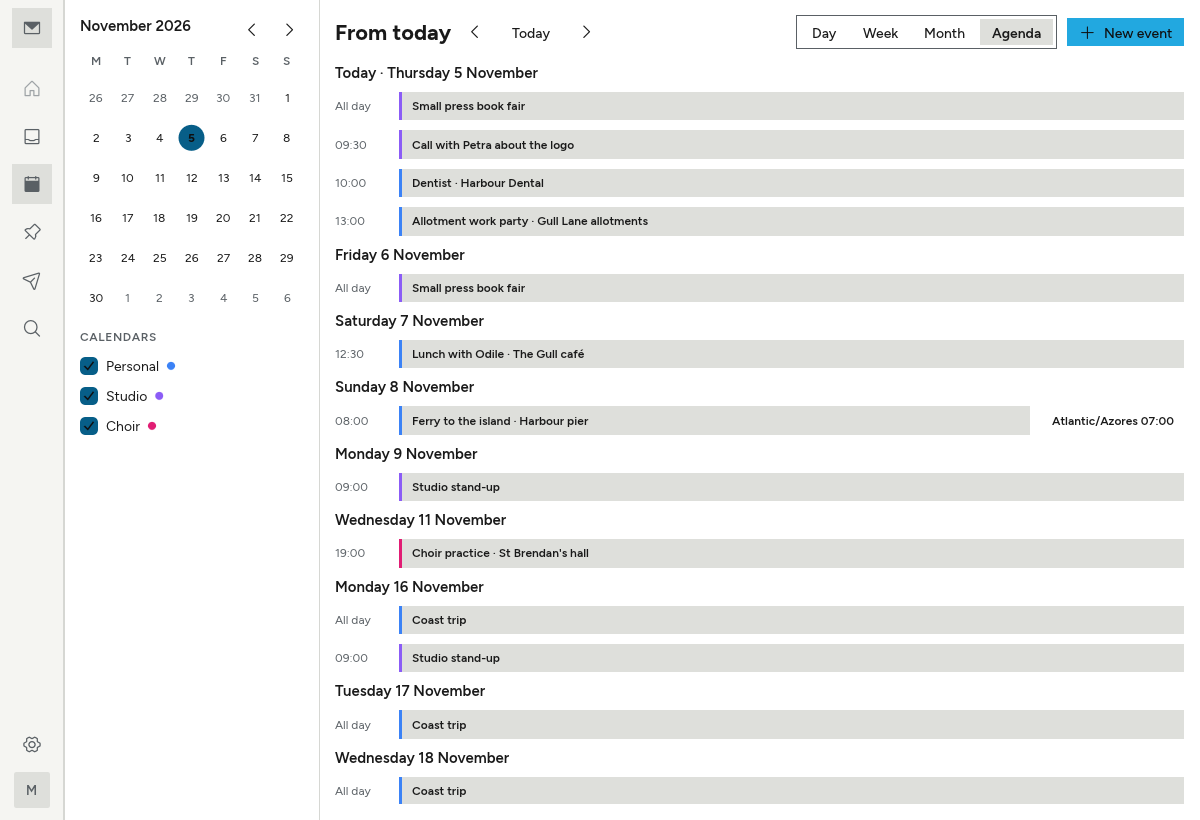 November 2026
M T W T F S S
26 27 28 29 30 31 1
2 3 4 5 6 7 8
9 10 11 12 13 14 15
16 17 18 19 20 21 22
23 24 25 26 27 28 29
30 1 2 3 4 5 6
CALENDARS
Personal
Studio
Choir
M
From today
Today
Day Week Month Agenda
New event
Today · Thursday 5 November
All day Small press book fair
09:30 Call with Petra about the logo
10:00 Dentist · Harbour Dental
13:00 Allotment work party · Gull Lane allotments
Friday 6 November
All day Small press book fair
Saturday 7 November
12:30 Lunch with Odile · The Gull café
Sunday 8 November
08:00 Ferry to the island · Harbour pier Atlantic/Azores 07:00
Monday 9 November
09:00 Studio stand-up
Wednesday 11 November
19:00 Choir practice · St Brendan's hall
Monday 16 November
All day Coast trip
09:00 Studio stand-up
Tuesday 17 November
All day Coast trip
Wednesday 18 November
All day Coast trip